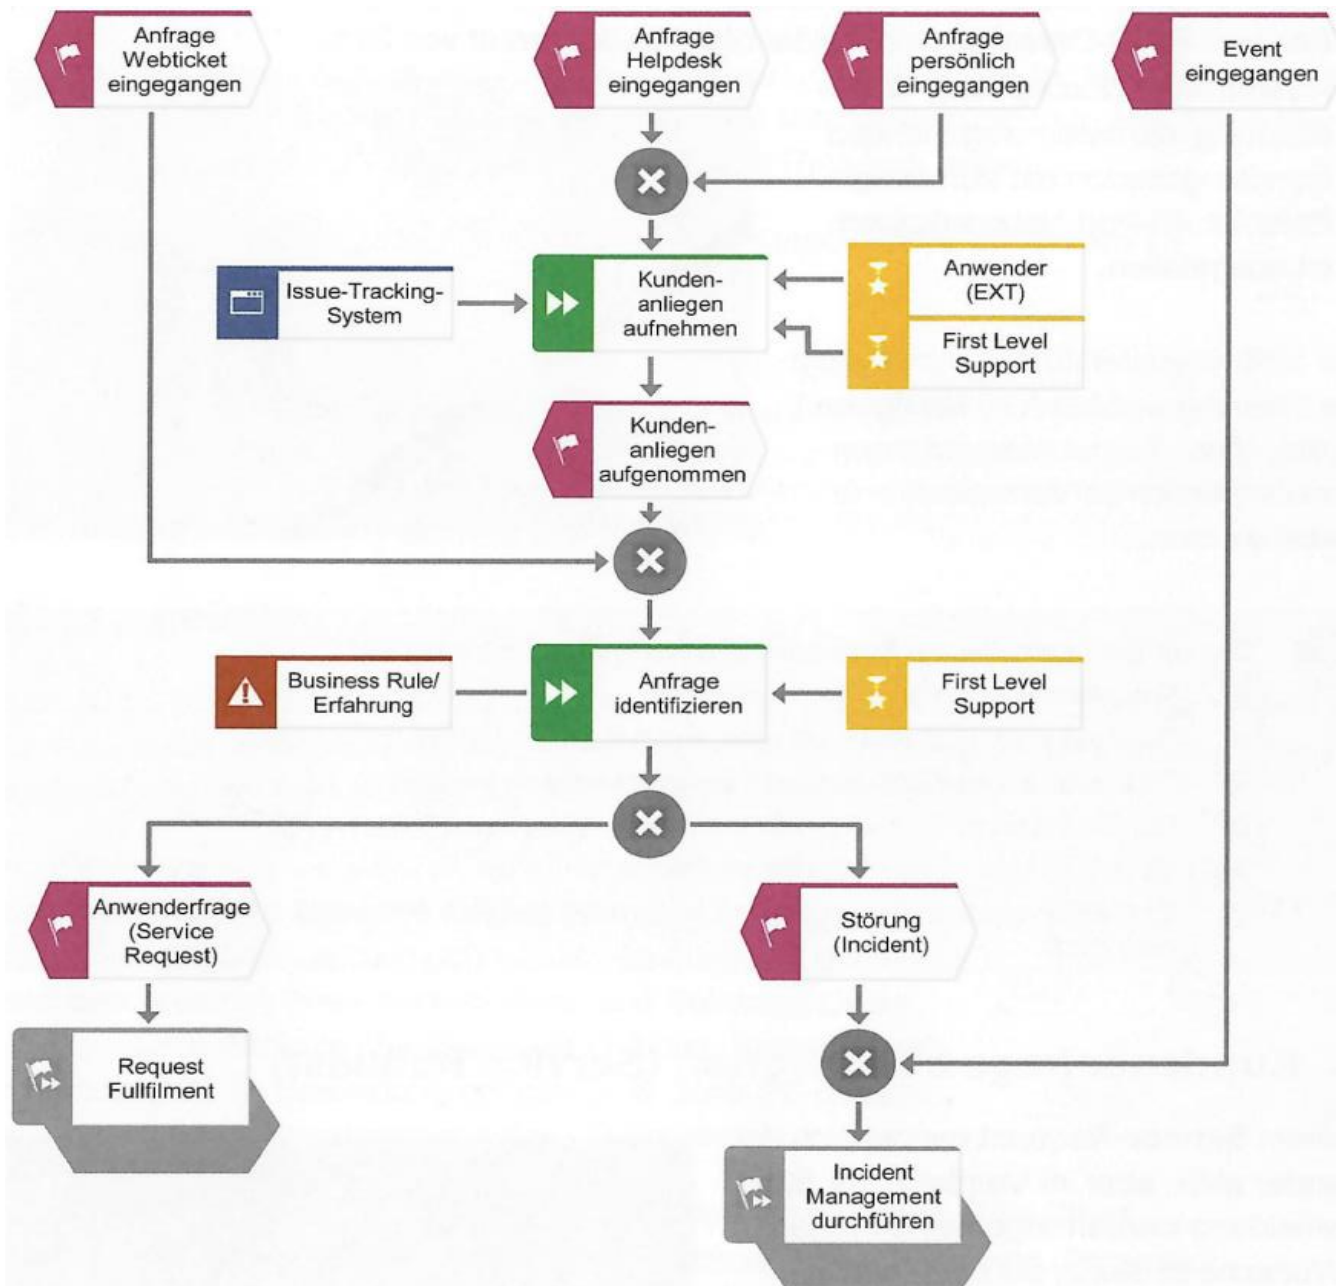 Anfrage
Webticket
eingegangen
Anfrage
Helpdesk
eingegangen
Anfrage
persönlich
eingegangen
Event
eingegangen
Issue-Tracking-
System
Kunden-
anliegen
aufnehmen
Anwender
(EXT)
First Level
Support
Kunden-
anliegen
aufgenommen
Business Rule/
Erfahrung
Anfrage
identifizieren
First Level
Support
Anwenderfrage
(Service
Request)
Störung
(Incident)
Request
Fullfilment
Incident
Management
durchführen